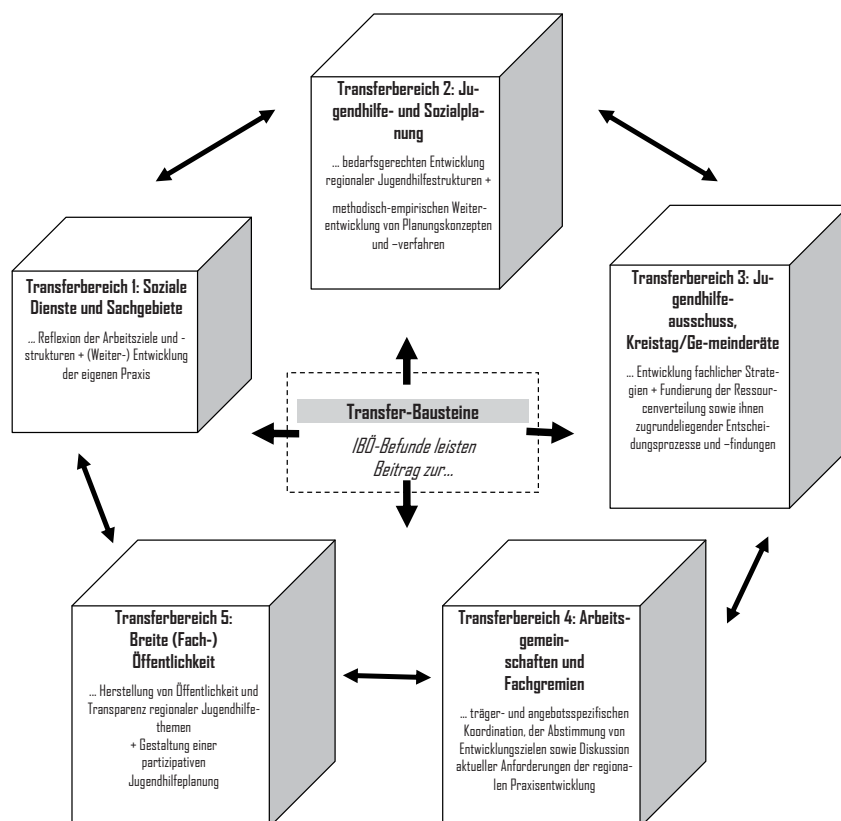 Transferbereich 2: Ju-
gendhilfe- und Sozialpla-
nung
... bedarfsgerechten Entwicklung
regionaler Jugendhilfestrukturen +
methodisch-empirischen Weiter-
entwicklung von Planungskonzepten
und –verfahren
Transferbereich 1: Soziale
Dienste und Sachgebiete
... Reflexion der Arbeitsziele und -
strukturen + (Weiter-) Entwicklung
der eigenen Praxis
Transferbereich 3: Ju-
gendhilfe-
ausschuss,
Kreistag/Ge-meinderäte
... Entwicklung fachlicher Strate-
gien + Fundierung der Ressour-
cenverteilung sowie ihnen
zugrundeliegender Entschei-
dungsprozesse und –findungen
Transfer-Bausteine
IBÖ-Befunde leisten
Beitrag zur...
Transferbereich 5:
Breite (Fach-)
Öffentlichkeit
... Herstellung von Öffentlichkeit und
Transparenz regionaler Jugendhilfe-
themen
+ Gestaltung einer
partizipativen
Jugendhilfeplanung
Transferbereich 4: Arbeits-
gemein-
schaften und
Fachgremien
... träger- und angebotsspezifischen
Koordination, der Abstimmung von
Entwicklungszielen sowie Diskussion
aktueller Anforderungen der regiona-
len Praxisentwicklung